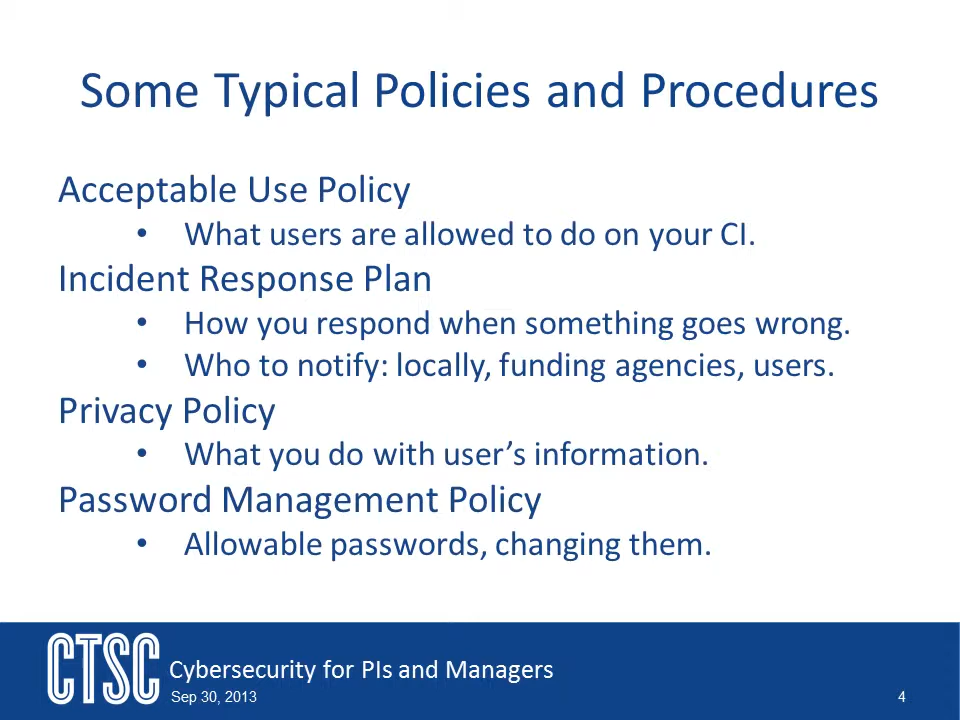 Some Typical Policies and Procedures
Acceptable Use Policy
• What users are allowed to do on your CI.
Incident Response Plan
• How you respond when something goes wrong.
• Who to notify: locally, funding agencies, users.
Privacy Policy
• What you do with user’s information.
Password Management Policy
• Allowable passwords, changing them.
CTSC Cybersecurity for PIs and Managers
Sep 30, 2013 4